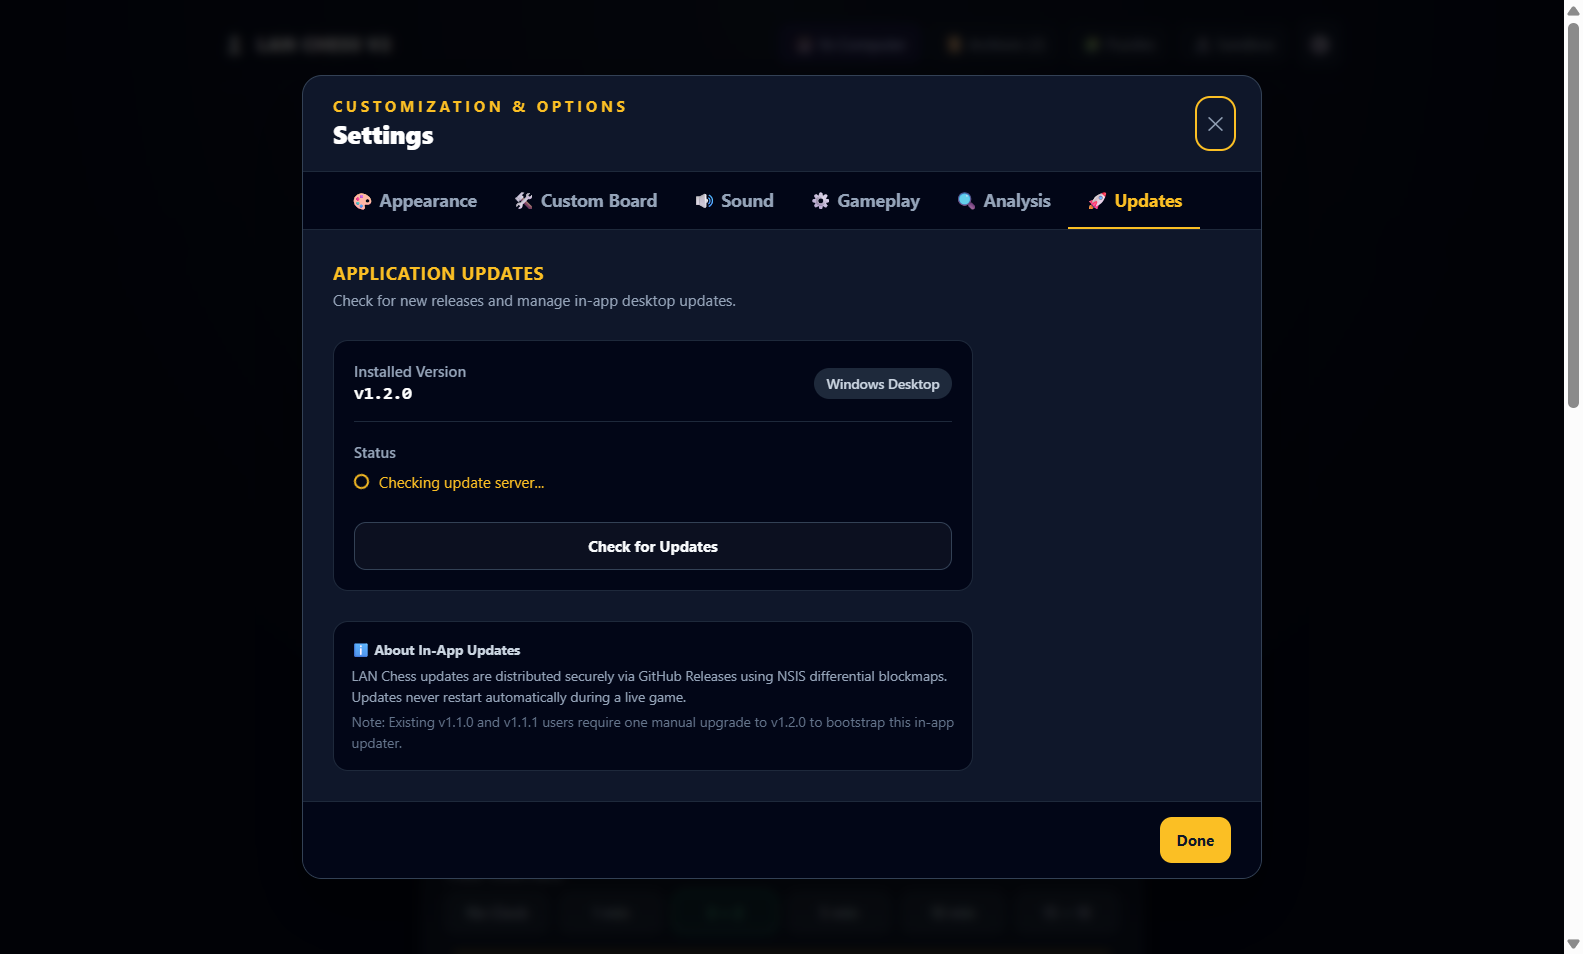 CUSTOMIZATION & OPTIONS
Settings
Appearance
Custom Board
Sound
Gameplay
Analysis
Updates
APPLICATION UPDATES
Check for new releases and manage in-app desktop updates.
Installed Version
v1.2.0
Windows Desktop
Status
Checking update server...
Check for Updates
About In-App Updates
LAN Chess updates are distributed securely via GitHub Releases using NSIS differential blockmaps.
Updates never restart automatically during a live game.
Note: Existing v1.1.0 and v1.1.1 users require one manual upgrade to v1.2.0 to bootstrap this in-app
updater.
Done